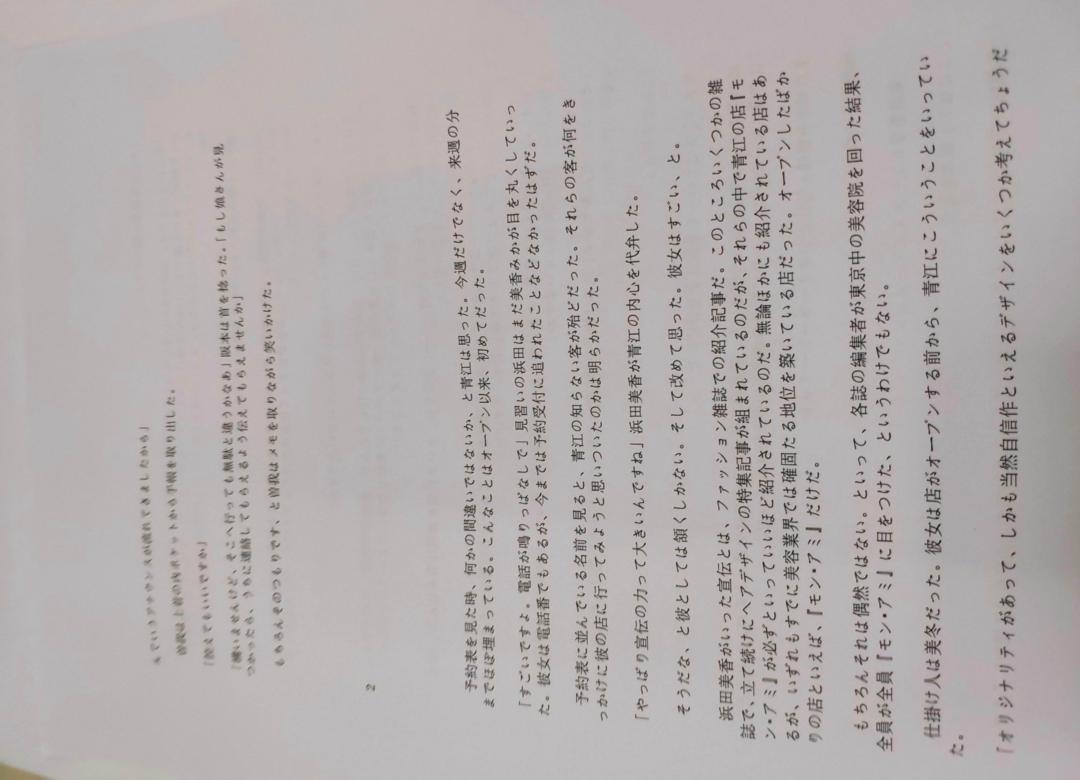 えていうアナウンスが流れてきましたから」
曽我は上着の内ポケットから手帳を取り出した。
「控えてもいいですか」
「構いませんけど、そこへ行っても無駄と違うかなあ」阪本は首を捻った。「もし娘さんが見
つかったら、うちに連絡してもらえるよう伝えてもらえませんか」
もちろんそのつもりです、と曽我はメモを取りながら笑いかけた。
2
予約表を見た時、何かの間違いではないか、と青江は思った。今週だけでなく、来週の分
までほぼ埋まっている。こんなことはオープン以来、初めてだった。
「すごいですよ。電話が鳴りっぱなしで」見習いの浜田はまだ美香みかが目を丸くしていっ
た。彼女は電話番でもあるが、今までは予約受付に追われたことなどなかったはずだ。
予約表に並んでいる名前を見ると、青江の知らない客が殆どだった。それらの客が何をき
っかけに彼の店に行ってみようと思いついたのかは明らかだった。
「やっぱり宣伝の力って大きいんですね」浜田美香が青江の内心を代弁した。
そうだな、と彼としては頷くしかない。そして改めて思った。彼女はすごい、と。
浜田美香がいった宣伝とは、ファッション雑誌での紹介記事だ。このところいくつかの雑
誌で、立て続けにヘアデザインの特集記事が組まれているのだが、それらの中で青江の店『モ
ン・アミ』が必ずといっていいほど紹介されているのだ。無論ほかにも紹介されている店はあ
るが、いずれもすでに美容業界では確固たる地位を築いている店だった。オープンしたばか
りの店といえば、『モン・アミ』だけだ。
もちろんそれは偶然ではない。といって、各誌の編集者が東京中の美容院を回った結果、
全員が全員『モン・アミ』に目をつけた、というわけでもない。
仕掛け人は美冬だった。彼女は店がオープンする前から、青江にこういうことをいってい
た。
「オリジナリティがあって、しかも当然自信作といえるデザインをいくつか考えてちょうだ